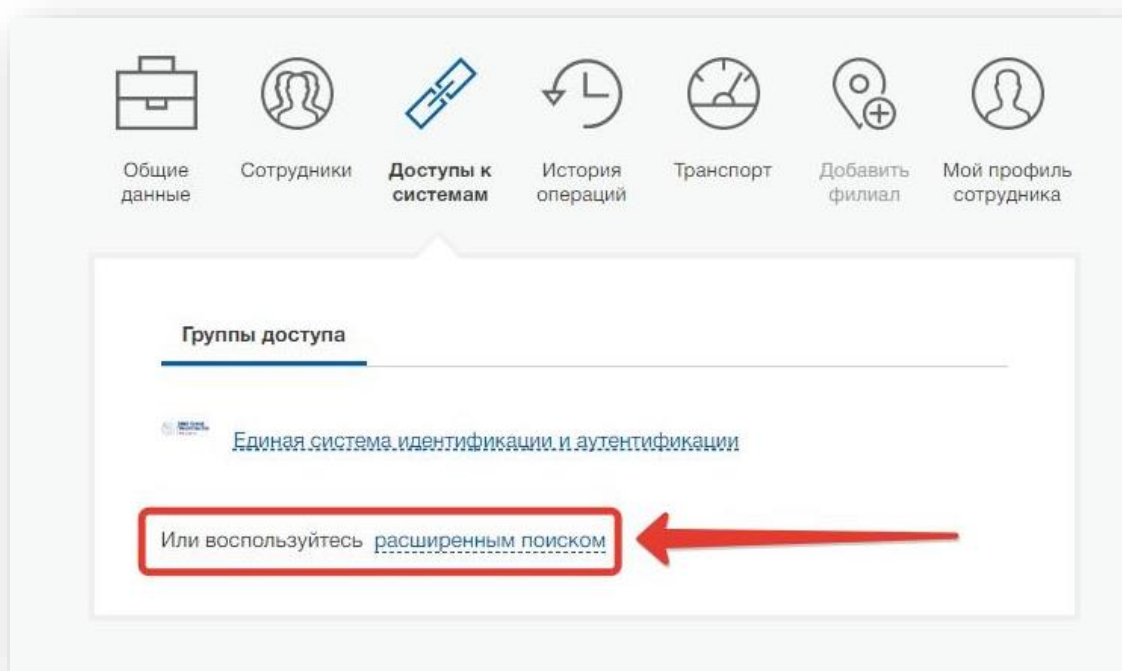 Общие данные
Сотрудники
Доступы к системам
История операций
Транспорт
Добавить филиал
Мой профиль сотрудника
Группы доступа
Единая система идентификации и аутентификации
Или воспользуйтесь расширенным поиском